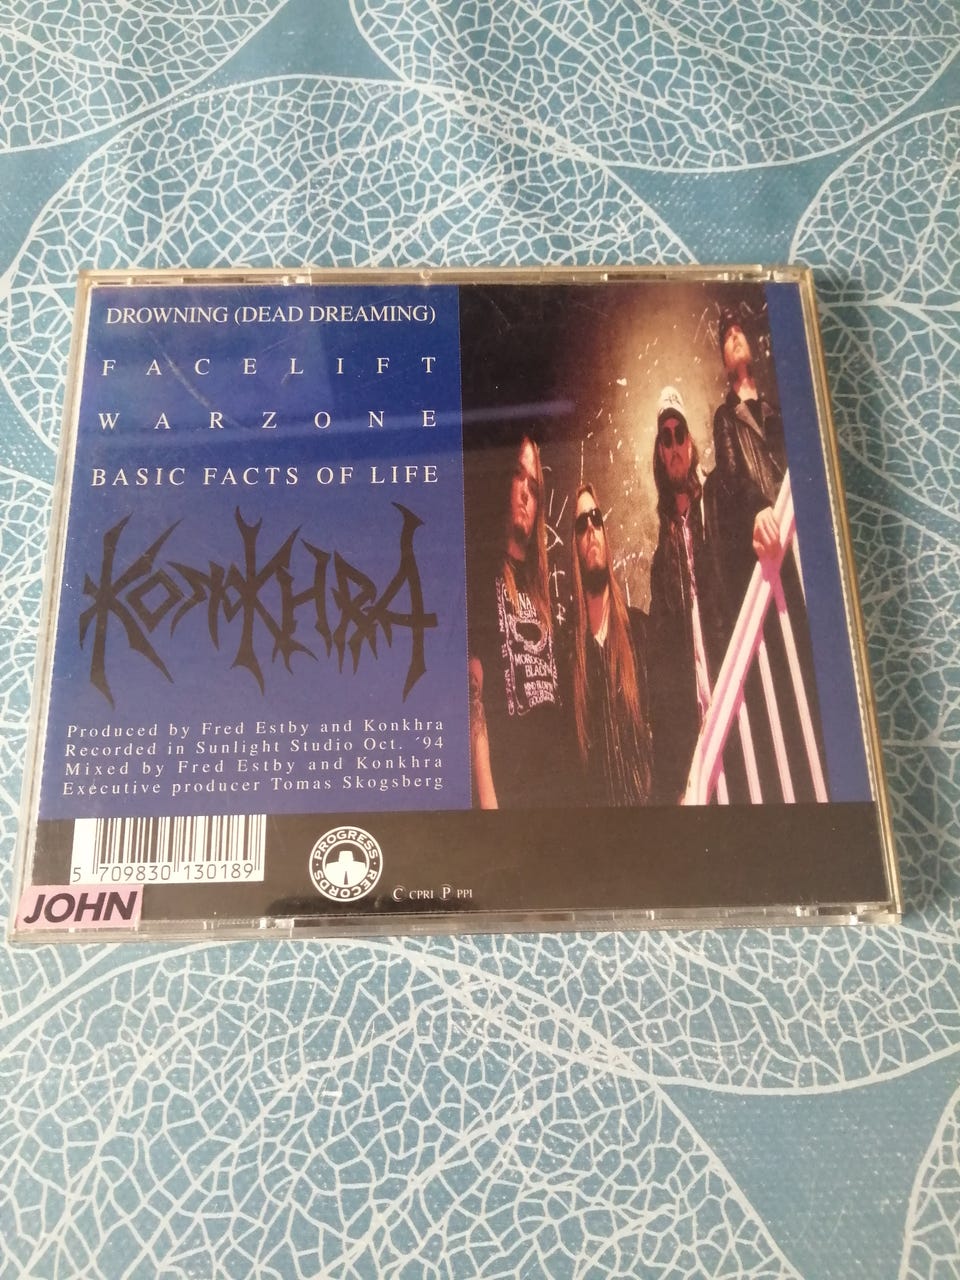 DROWNING (DEAD DREAMING)
FACELIFT
WARZONE
BASIC FACTS OF LIFE
KONKHRA
Produced by Fred Estby and Konkhra
Recorded in Sunlight Studio Oct. ´94
Mixed by Fred Estby and Konkhra
Executive producer Tomas Skogsberg
5 709830 130189
PROGRESS
RECORDS
© CPRI ℗ PPI
JOHN